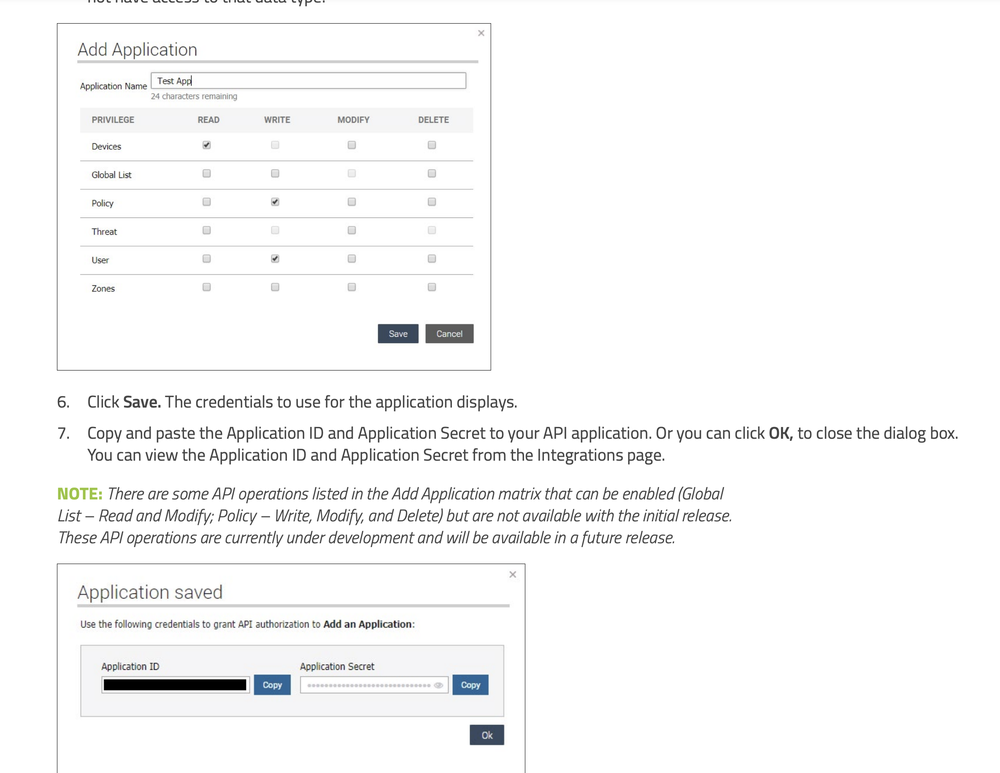 not have access to that data type.
×
Add Application
Application Name Test App
24 characters remaining
PRIVILEGE READ WRITE MODIFY DELETE
Devices
Global List
Policy
Threat
User
Zones
Save Cancel
6. Click Save. The credentials to use for the application displays.
7. Copy and paste the Application ID and Application Secret to your API application. Or you can click OK, to close the dialog box.
You can view the Application ID and Application Secret from the Integrations page.
NOTE: There are some API operations listed in the Add Application matrix that can be enabled (Global
List – Read and Modify; Policy – Write, Modify, and Delete) but are not available with the initial release.
These API operations are currently under development and will be available in a future release.
×
Application saved
Use the following credentials to grant API authorization to Add an Application:
Application ID Application Secret
Copy Copy
Ok